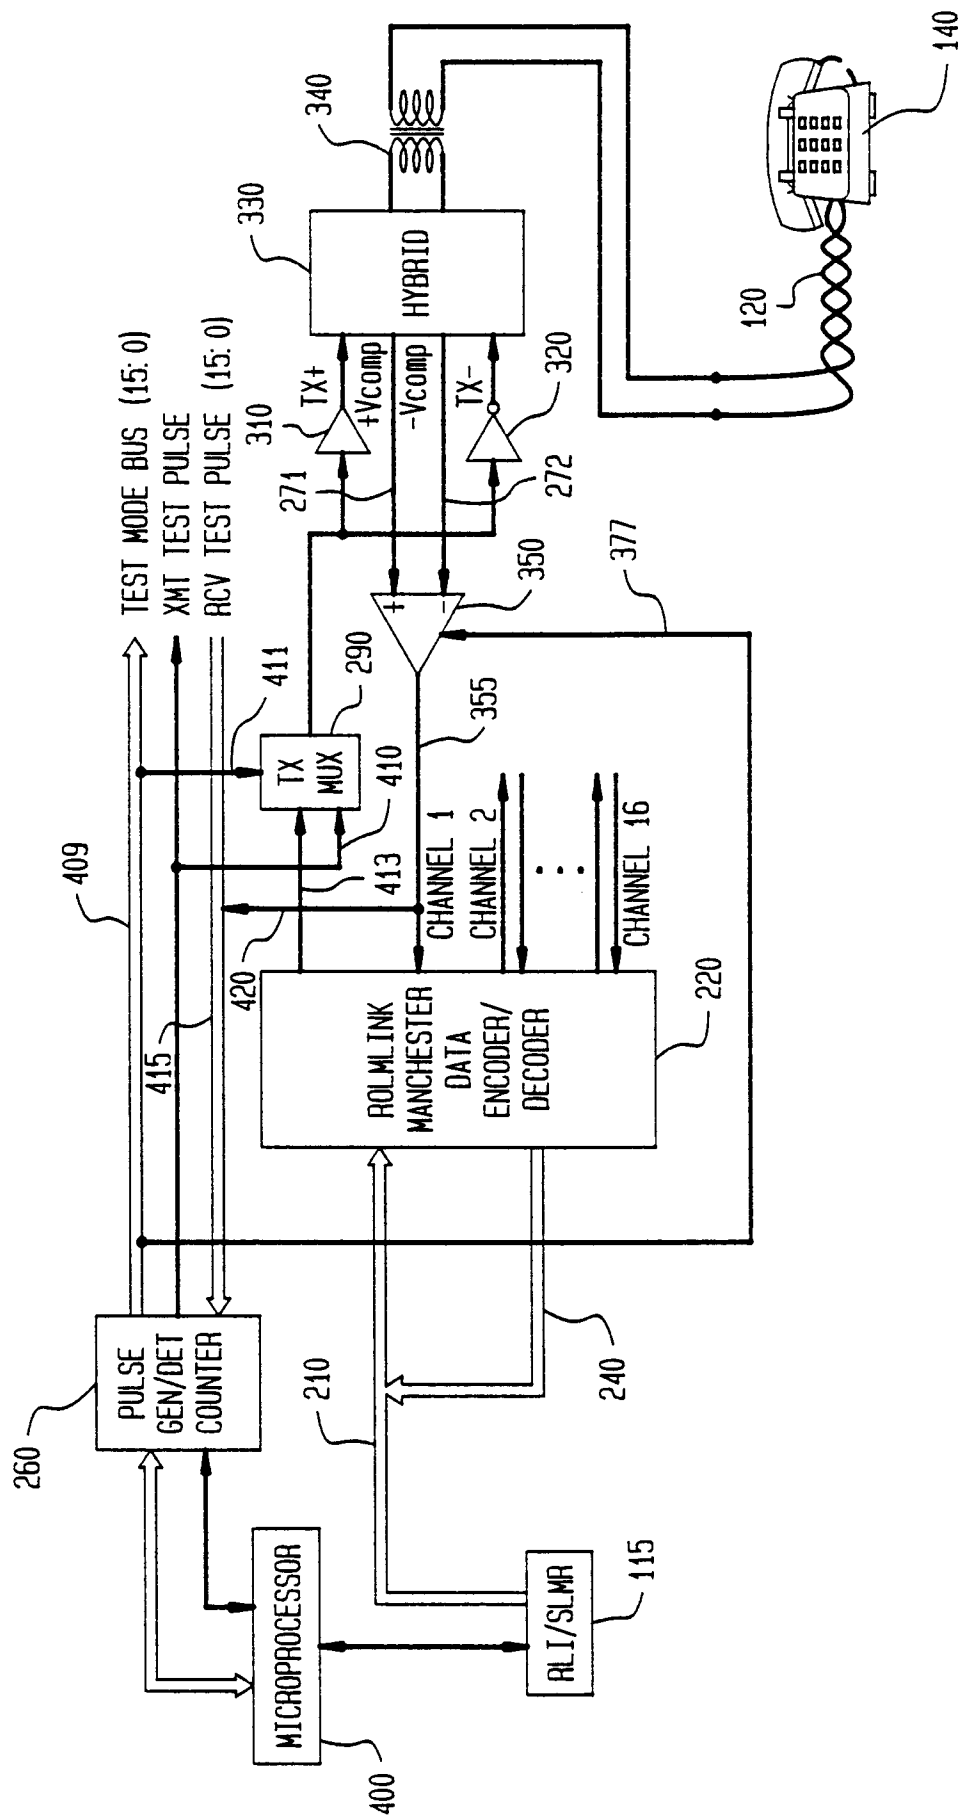 260
PULSE
GEN/DET
COUNTER
409
415
420
TEST MODE BUS (15:0)
XMT TEST PULSE
RCV TEST PULSE (15:0)
411
TX
MUX
290
410
413
310
TX+
+Vcomp
-Vcomp
TX-
320
271
272
330
HYBRID
340
350
377
355
CHANNEL 1
CHANNEL 2
CHANNEL 16
ROLMLINK
MANCHESTER
DATA
ENCODER/
DECODER
220
210
240
MICROPROCESSOR
400
RLI/SLMR
115
120
140
+
-